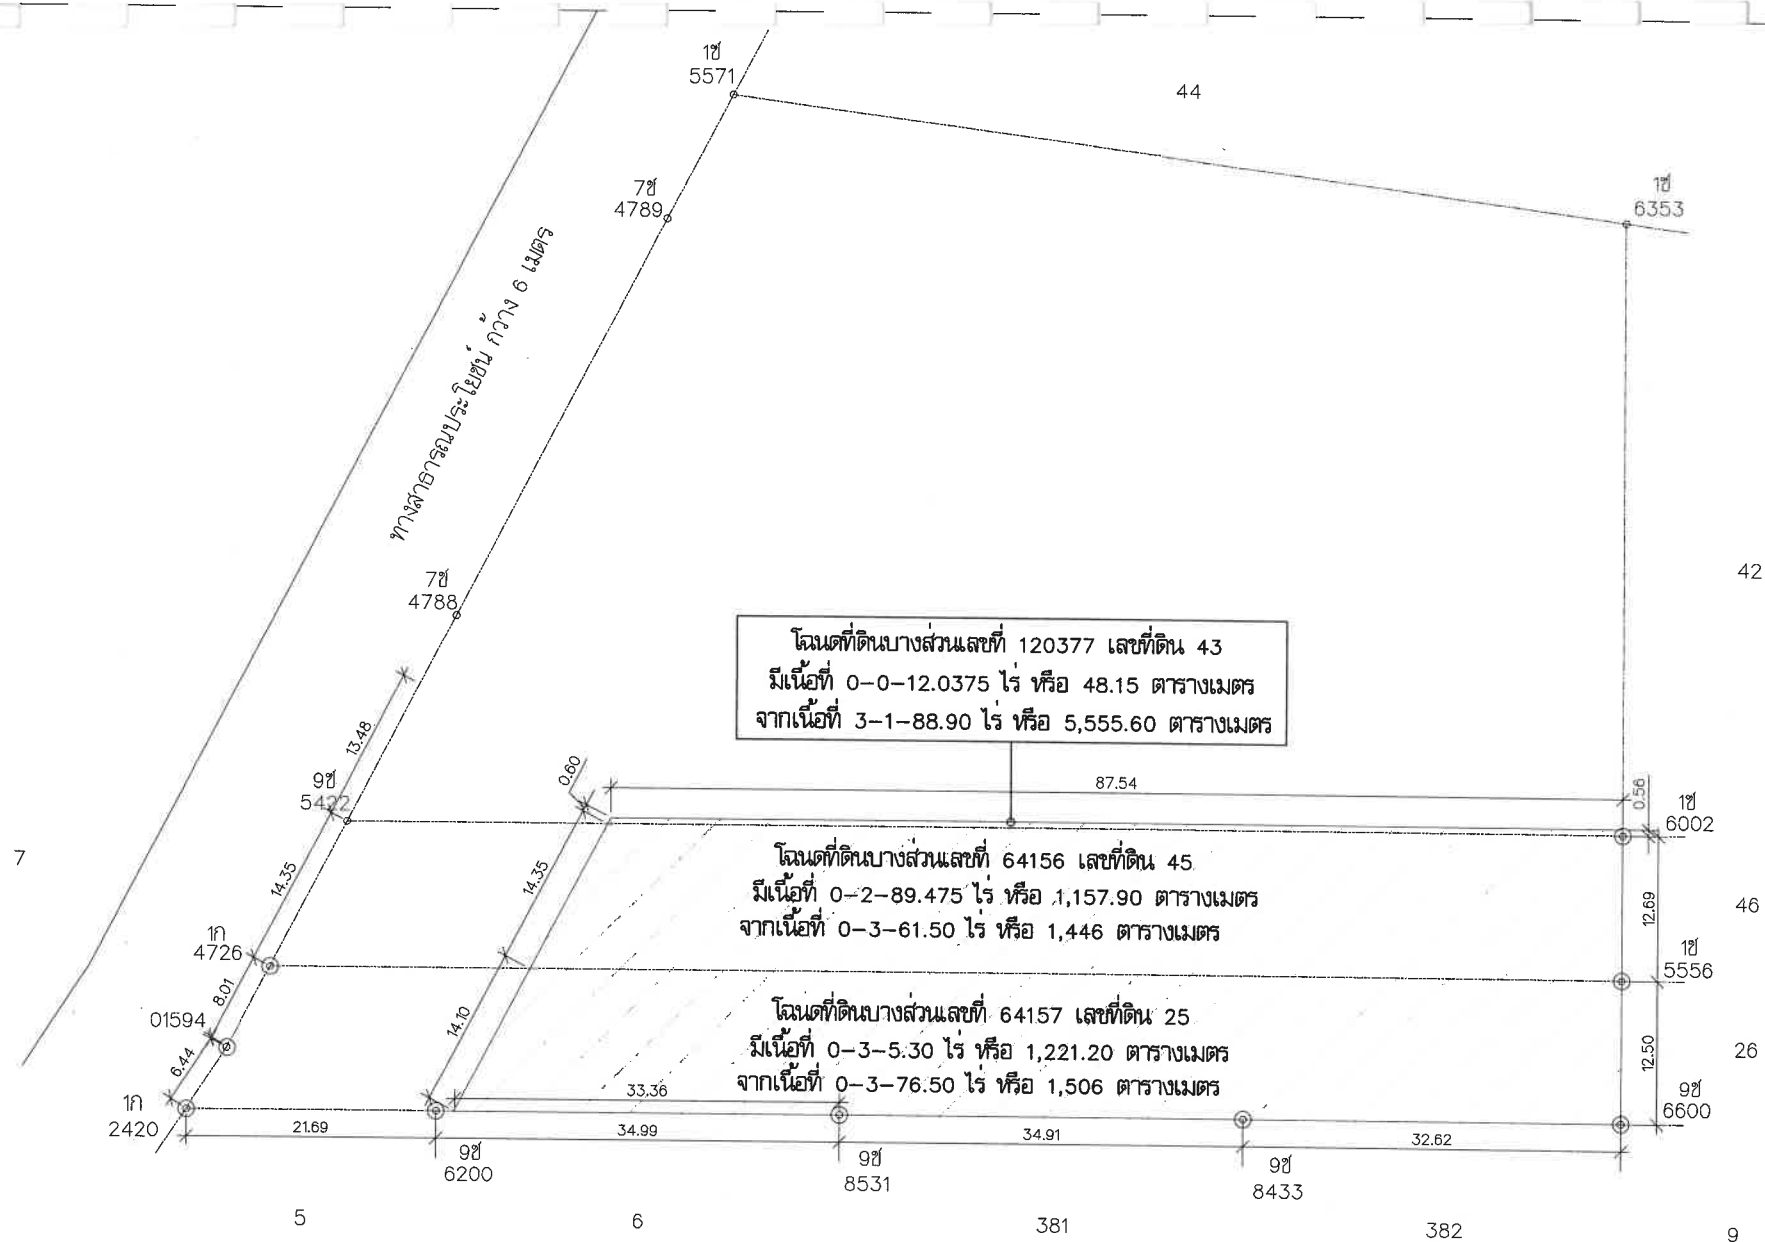 1ช
5571
44
7ช
4789
1ช
6353
ทางสาธารณประโยชน์ กว้าง 6 เมตร
42
7ช
4788
โฉนดที่ดินบางส่วนเลขที่ 120377 เลขที่ดิน 43
มีเนื้อที่ 0-0-12.0375 ไร่ หรือ 48.15 ตารางเมตร
จากเนื้อที่ 3-1-88.90 ไร่ หรือ 5,555.60 ตารางเมตร
13.48
0.60
87.54
0.56
9ช
5422
1ช
6002
7
14.35
14.35
โฉนดที่ดินบางส่วนเลขที่ 64156 เลขที่ดิน 45
มีเนื้อที่ 0-2-89.475 ไร่ หรือ 1,157.90 ตารางเมตร
จากเนื้อที่ 0-3-61.50 ไร่ หรือ 1,446 ตารางเมตร
12.69
46
1ก
4726
1ช
5556
8.01
01594
14.10
โฉนดที่ดินบางส่วนเลขที่ 64157 เลขที่ดิน 25
มีเนื้อที่ 0-3-5.30 ไร่ หรือ 1,221.20 ตารางเมตร
จากเนื้อที่ 0-3-76.50 ไร่ หรือ 1,506 ตารางเมตร
12.50
26
6.44
33.36
1ก
2420
9ช
6600
21.69
34.99
34.91
32.62
9ช
6200
9ช
8531
9ช
8433
5
6
381
382
9